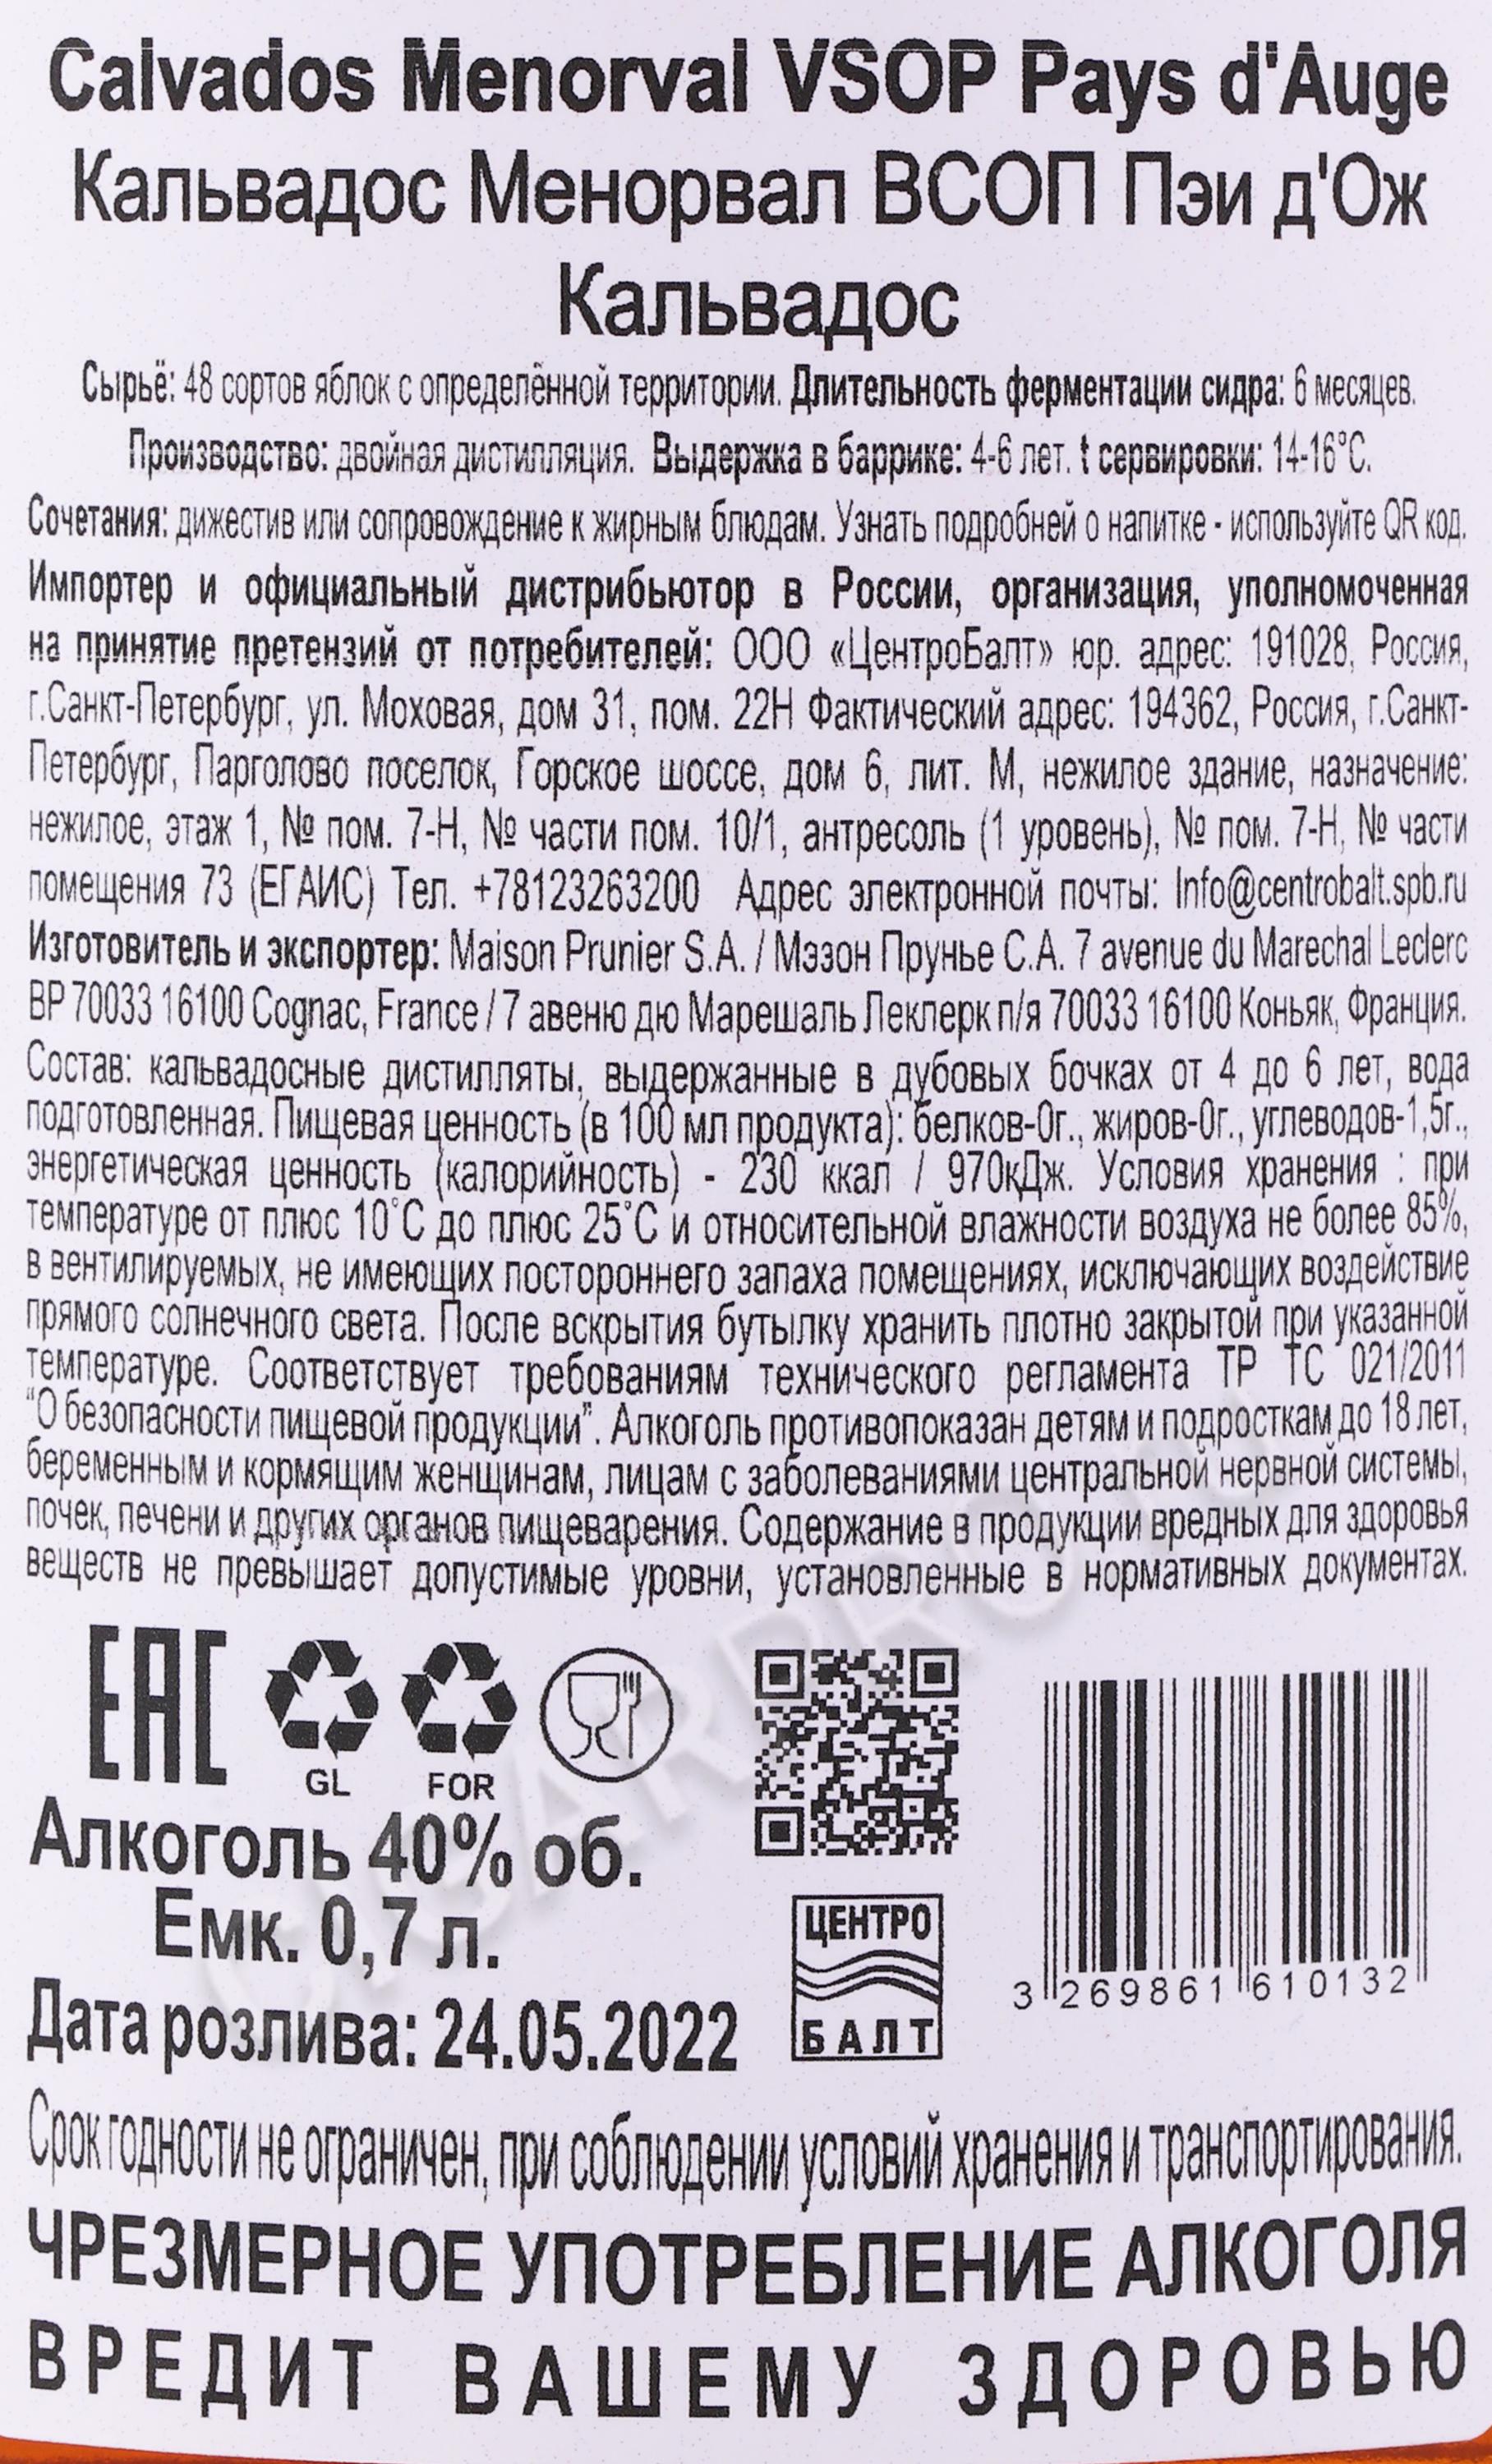 Calvados Menorval VSOP Pays d'Auge
Кальвадос Менорвал ВСОП Пэи д'Ож
Кальвадос
Сырьё: 48 сортов яблок с определённой территории. Длительность ферментации сидра: 6 месяцев.
Производство: двойная дистилляция. Выдержка в баррике: 4-6 лет. t сервировки: 14-16°C.
Сочетания: дижестив или сопровождение к жирным блюдам. Узнать подробней о напитке - используйте QR код.
Импортер и официальный дистрибьютор в России, организация, уполномоченная
на принятие претензий от потребителей: ООО «ЦентроБалт» юр. адрес: 191028, Россия,
г.Санкт-Петербург, ул. Моховая, дом 31, пом. 22Н Фактический адрес: 194362, Россия, г.Санкт-
Петербург, Парголово поселок, Горское шоссе, дом 6, лит. М, нежилое здание, назначение:
нежилое, этаж 1, № пом. 7-Н, № части пом. 10/1, антресоль (1 уровень), № пом. 7-Н, № части
помещения 73 (ЕГАИС) Тел. +78123263200 Адрес электронной почты: Info@centrobalt.spb.ru
Изготовитель и экспортер: Maison Prunier S.A. / Мэзон Прунье С.А. 7 avenue du Marechal Leclerc
BP 70033 16100 Cognac, France / 7 авеню дю Марешаль Леклерк п/я 70033 16100 Коньяк, Франция.
Состав: кальвадосные дистилляты, выдержанные в дубовых бочках от 4 до 6 лет, вода
подготовленная. Пищевая ценность (в 100 мл продукта): белков-0г., жиров-0г., углеводов-1,5г.,
энергетическая ценность (калорийность) - 230 ккал / 970кДж. Условия хранения : при
температуре от плюс 10°С до плюс 25°С и относительной влажности воздуха не более 85%,
в вентилируемых, не имеющих постороннего запаха помещениях, исключающих воздействие
прямого солнечного света. После вскрытия бутылку хранить плотно закрытой при указанной
температуре. Соответствует требованиям технического регламента ТР ТС 021/2011
“О безопасности пищевой продукции”. Алкоголь противопоказан детям и подросткам до 18 лет,
беременным и кормящим женщинам, лицам с заболеваниями центральной нервной системы,
почек, печени и других органов пищеварения. Содержание в продукции вредных для здоровья
веществ не превышает допустимые уровни, установленные в нормативных документах.
EAC
GL FOR
Алкоголь 40% об.
Емк. 0,7 л.
Дата розлива: 24.05.2022
ЦЕНТРО
БАЛТ
3 269861 610132
Срок годности не ограничен, при соблюдении условий хранения и транспортирования.
ЧРЕЗМЕРНОЕ УПОТРЕБЛЕНИЕ АЛКОГОЛЯ
ВРЕДИТ ВАШЕМУ ЗДОРОВЬЮ